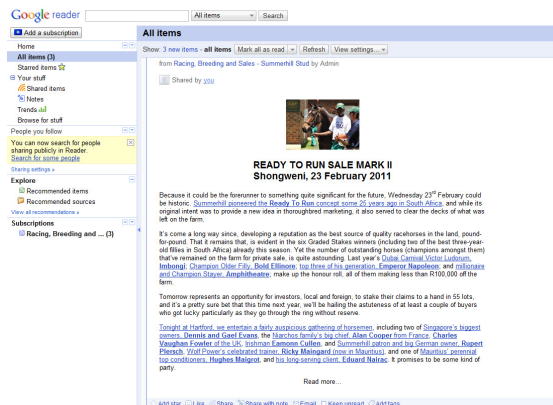 Google reader
All items
Search
Add a subscription
All items
Home
Show: 3 new items - all items Mark all as read Refresh View settings...
All items (3)
Starred items
from Racing, Breeding and Sales - Summerhill Stud by Admin
Your stuff
Shared items
Shared by you
Notes
Trends
Browse for stuff
People you follow
You can now search for people
sharing publicly in Reader.
Search for some people
Sharing settings »
Explore
Recommended items
Recommended sources
View all recommendations »
Subscriptions
Racing, Breeding and ... (3)
READY TO RUN SALE MARK II
Shongweni, 23 February 2011
Because it could be the forerunner to something quite significant for the future, Wednesday 23rd February could
be historic. Summerhill pioneered the Ready To Run concept some 25 years ago in South Africa, and while its
original intent was to provide a new idea in thoroughbred marketing, it also served to clear the decks of what was
left on the farm.
It's come a long way since, developing a reputation as the best source of quality racehorses in the land, pound-
for-pound. That it remains that, is evident in the six Graded Stakes winners (including two of the best three-year-
old fillies in South Africa) already this season. Yet the number of outstanding horses (champions amongst them)
that've remained on the farm for private sale, is quite astounding. Last year's Dubai Carnival Victor Ludorum,
Imbongi; Champion Older Filly, Bold Ellinore; top three of his generation, Emperor Napoleon; and millionaire
and Champion Stayer, Amphitheatre; make up the honour roll, all of them making less than R100,000 off the
farm.
Tomorrow represents an opportunity for investors, local and foreign, to stake their claims to a hand in 55 lots,
and it's a pretty sure bet that this time next year, we'll be hailing the astuteness of at least a couple of buyers
who got lucky particularly as they go through the ring without reserve.
Tonight at Hartford, we entertain a fairly auspicious gathering of horsemen, including two of Singapore's biggest
owners, Dennis and Gael Evans, the Niarchos family's big chief, Alan Cooper from France, Charles
Vaughan Fowler of the UK, Irishman Eamonn Cullen, and Summerhill patron and big German owner, Rupert
Plersch, Wolf Power's celebrated trainer, Ricky Maingard (now in Mauritius), and one of Mauritius' perennial
top conditioners, Hughes Maigrot, and his long-serving client, Eduard Nairac. It promises to be some kind of
party.
Read more...
Add star Like Share Share with note Email Keep unread Add tags